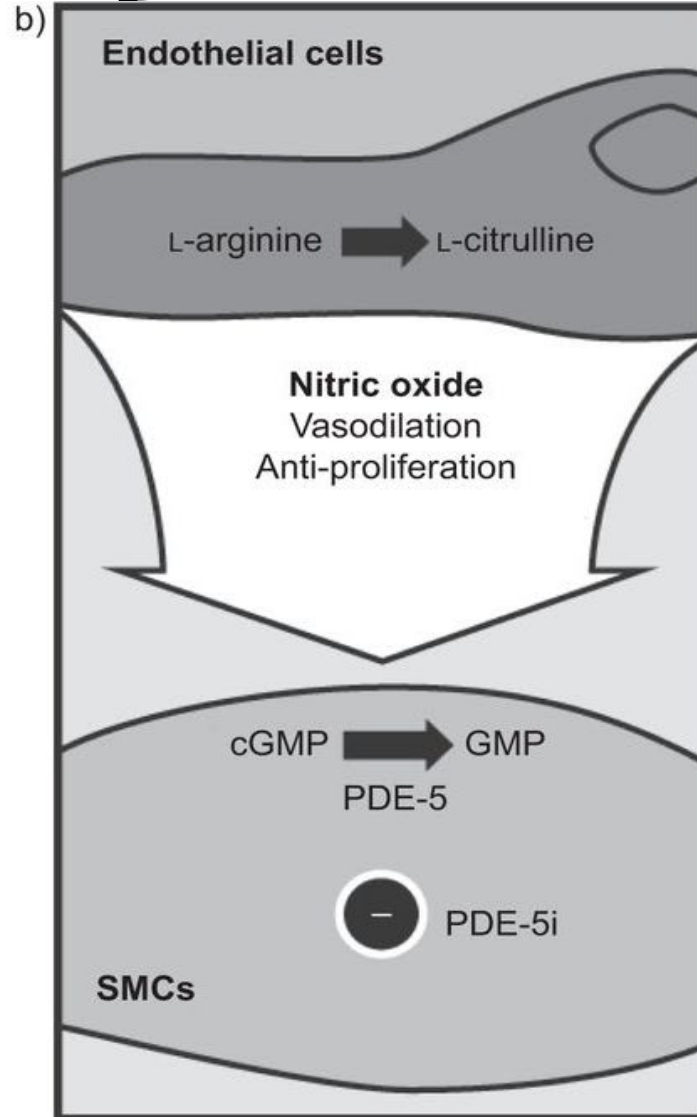 b)
Endothelial cells
L-arginine L-citrulline
Nitric oxide
Vasodilation
Anti-proliferation
cGMP GMP
PDE-5
– PDE-5i
SMCs